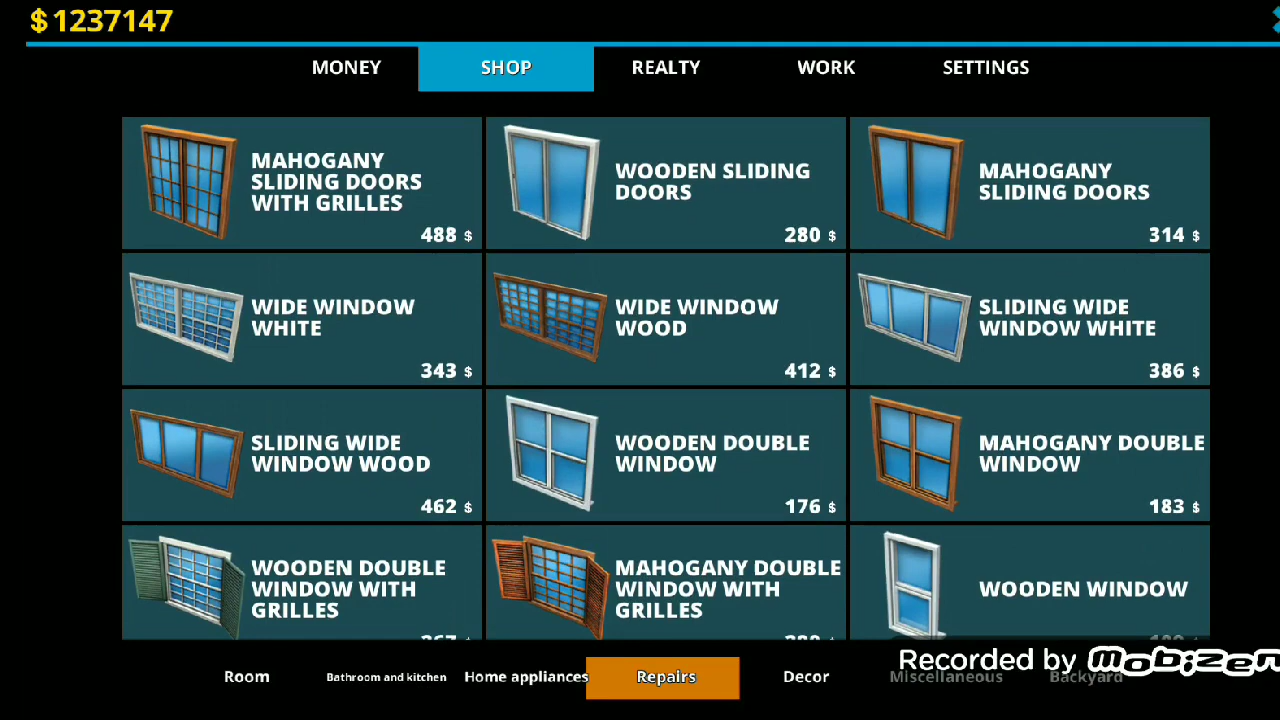 $ 1237147
MONEY
SHOP
REALTY
WORK
SETTINGS
MAHOGANY
SLIDING DOORS
WITH GRILLES
488 $
WOODEN SLIDING
DOORS
280 $
MAHOGANY
SLIDING DOORS
314 $
WIDE WINDOW
WHITE
343 $
WIDE WINDOW
WOOD
412 $
SLIDING WIDE
WINDOW WHITE
386 $
SLIDING WIDE
WINDOW WOOD
462 $
WOODEN DOUBLE
WINDOW
176 $
MAHOGANY DOUBLE
WINDOW
183 $
WOODEN DOUBLE
WINDOW WITH
GRILLES
MAHOGANY DOUBLE
WINDOW WITH
GRILLES
WOODEN WINDOW
Room
Bathroom and kitchen
Home appliances
Repairs
Decor
Miscellaneous
Backyard
Recorded by mobizen